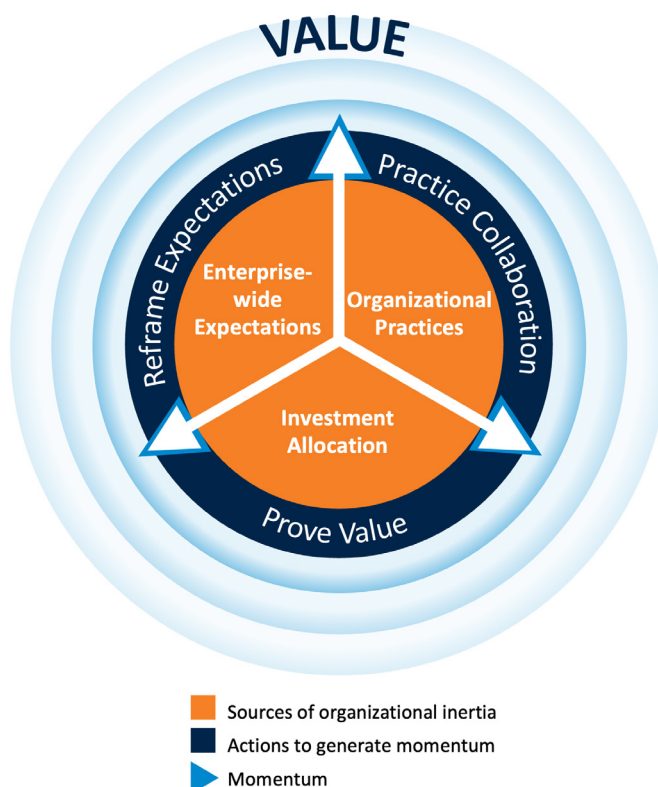 VALUE
Reframe Expectations
Practice Collaboration
Enterprise-
wide
Expectations
Organizational
Practices
Investment
Allocation
Prove Value
Sources of organizational inertia
Actions to generate momentum
Momentum